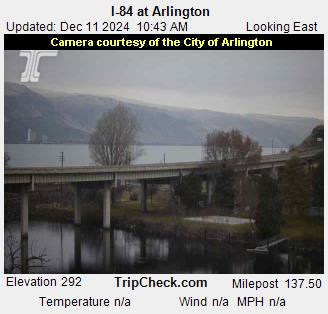 I-84 at Arlington
Updated: Dec 11 2024 10:43 AM Looking East
Camera courtesy of the City of Arlington
Elevation 292 TripCheck.com Milepost 137.50
Temperature n/a Wind n/a MPH n/a